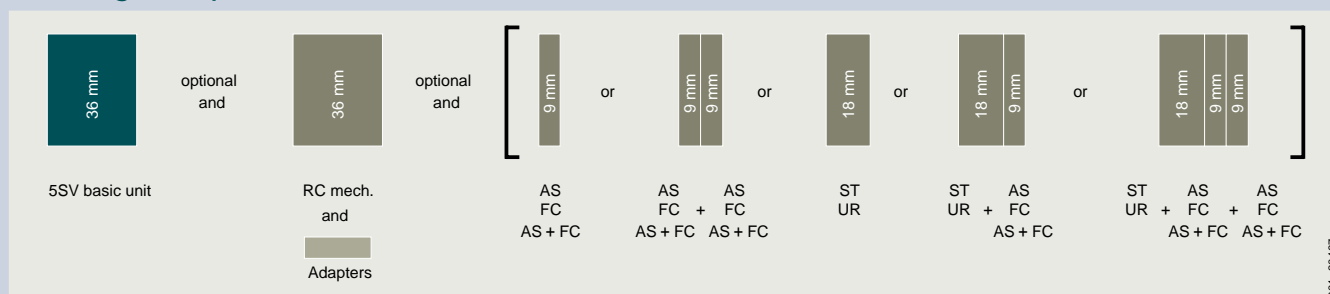 36 mm
optional
and
36 mm
optional
and
9 mm
or
9 mm
9 mm
or
18 mm
or
18 mm
9 mm
or
18 mm
9 mm
9 mm
5SV basic unit
RC mech.
and
Adapters
AS
FC
AS + FC
AS AS
FC + FC
AS + FC AS + FC
ST
UR
ST AS
UR + FC
AS + FC
ST AS AS
UR + FC + FC
AS + FC AS + FC